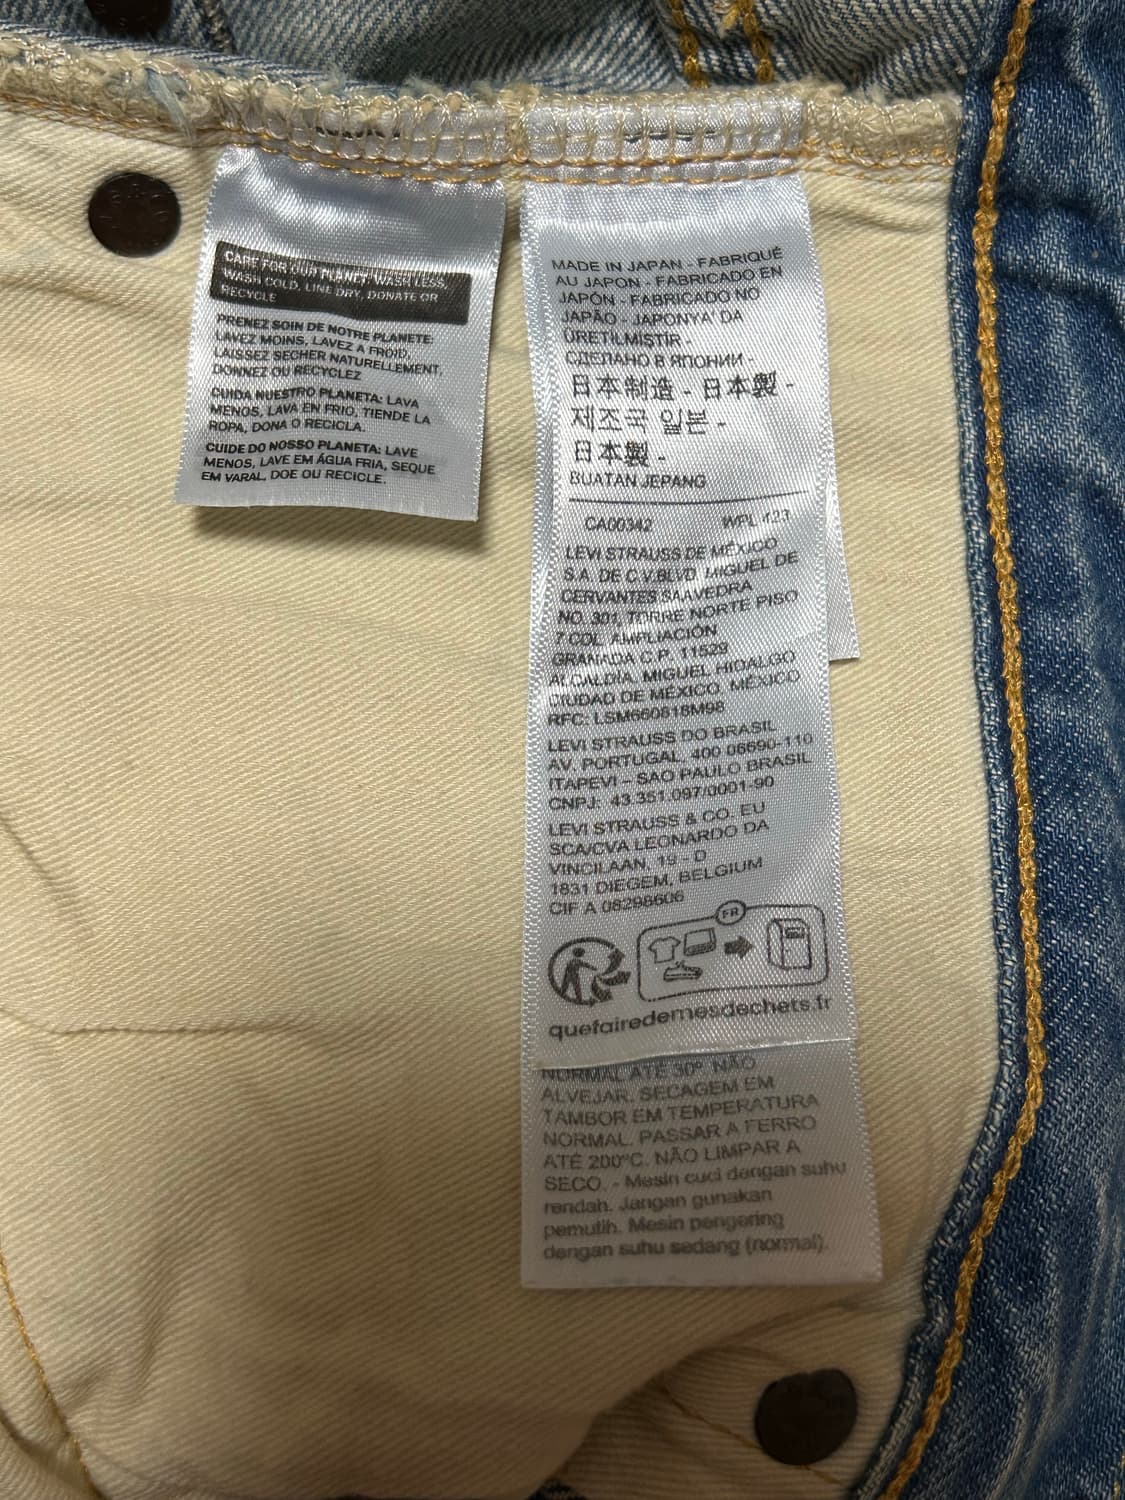 CARE FOR OUR PLANET: WASH LESS,
WASH COLD, LINE DRY, DONATE OR
RECYCLE
PRENEZ SOIN DE NOTRE PLANETE:
LAVEZ MOINS, LAVEZ A FROID,
LAISSEZ SECHER NATURELLEMENT,
DONNEZ OU RECYCLEZ
CUIDA NUESTRO PLANETA: LAVA
MENOS, LAVA EN FRIO, TIENDE LA
ROPA, DONA O RECICLA.
CUIDE DO NOSSO PLANETA: LAVE
MENOS, LAVE EM ÁGUA FRIA, SEQUE
EM VARAL, DOE OU RECICLE.
MADE IN JAPAN - FABRIQUÉ
AU JAPON - FABRICADO EN
JAPÓN - FABRICADO NO
JAPÃO - JAPONYA' DA
ÜRETILMISTIR -
СДЕЛАНО В ЯПОНИИ -
日本制造 - 日本製 -
제조국 일본 -
日本製 -
BUATAN JEPANG
CA00342 WPL 423
LEVI STRAUSS DE MÉXICO
S.A. DE C.V.BLVD. MIGUEL DE
CERVANTES SAAVEDRA
NO. 301, TORRE NORTE PISO
7 COL. AMPLIACIÓN
GRANADA C.P. 11529
ALCALDÍA, MIGUEL HIDALGO
CIUDAD DE MÉXICO, MÉXICO
RFC: LSM660818M98
LEVI STRAUSS DO BRASIL
AV. PORTUGAL, 400 06690-110
ITAPEVI – SAO PAULO BRASIL
CNPJ: 43.351.097/0001-90
LEVI STRAUSS & CO. EU
SCA/CVA LEONARDO DA
VINCILAAN, 19 - D
1831 DIEGEM, BELGIUM
CIF A 08298606
FR
quefairedemesdechets.fr
NORMAL ATÉ 30º. NÃO
ALVEJAR. SECAGEM EM
TAMBOR EM TEMPERATURA
NORMAL. PASSAR A FERRO
ATÉ 200ºC. NÃO LIMPAR A
SECO. - Mesin cuci dengan suhu
rendah. Jangan gunakan
pemutih. Mesin pengering
dengan suhu sedang (normal).